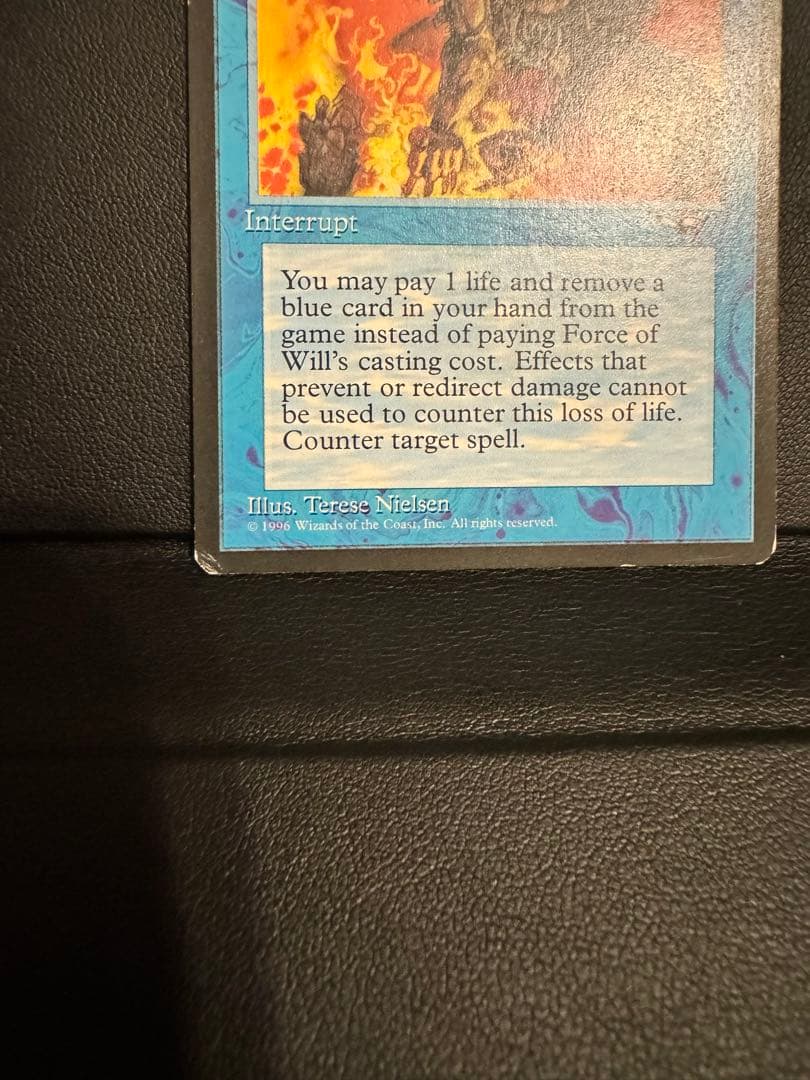 Interrupt
You may pay 1 life and remove a
blue card in your hand from the
game instead of paying Force of
Will's casting cost. Effects that
prevent or redirect damage cannot
be used to counter this loss of life.
Counter target spell.
Illus. Terese Nielsen
© 1996 Wizards of the Coast, Inc. All rights reserved.